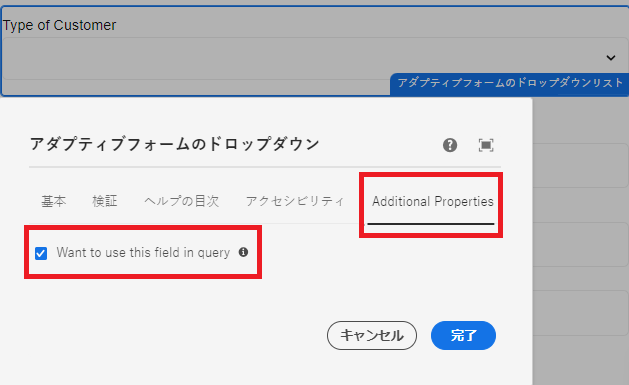 Type of Customer
アダプティブフォームのドロップダウンリスト
アダプティブフォームのドロップダウン
基本 検証 ヘルプの目次 アクセシビリティ Additional Properties
Want to use this field in query
キャンセル 完了